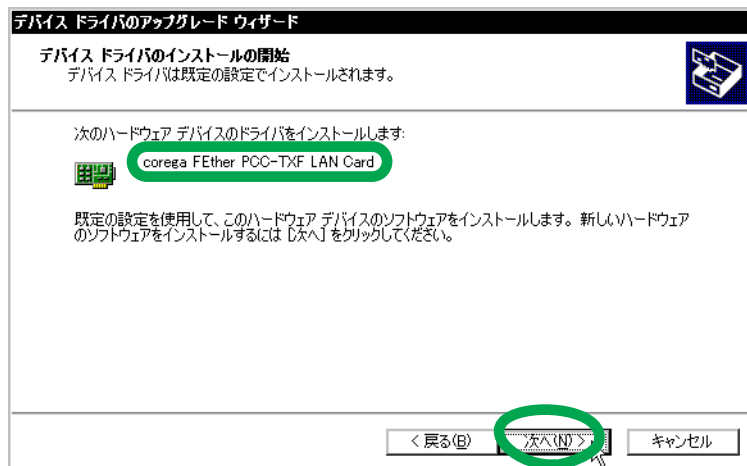 デバイス ドライバのアップグレード ウィザード
デバイス ドライバのインストールの開始
デバイス ドライバは既定の設定でインストールされます。
次のハードウェア デバイスのドライバをインストールします:
corega FEther PCC-TXF LAN Card
既定の設定を使用して、このハードウェア デバイスのソフトウェアをインストールします。新しいハードウェア
のソフトウェアをインストールするには [次へ] をクリックしてください。
< 戻る(B)
次へ(N) >
キャンセル